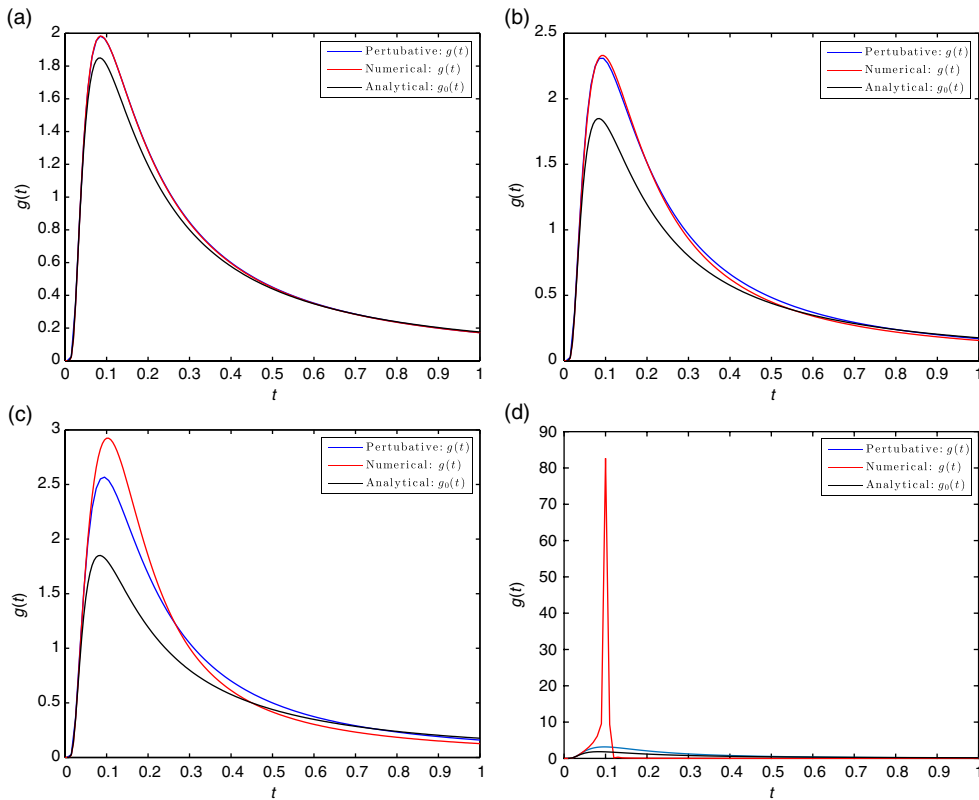 (a)
2
1.8
1.6
1.4
1.2
1
0.8
0.6
0.4
0.2
0
g(t)
0 0.1 0.2 0.3 0.4 0.5 0.6 0.7 0.8 0.9 1
t
Pertubative: g(t)
Numerical: g(t)
Analytical: g₀(t)
(b)
2.5
2
1.5
1
0.5
0
g(t)
0 0.1 0.2 0.3 0.4 0.5 0.6 0.7 0.8 0.9 1
t
Pertubative: g(t)
Numerical: g(t)
Analytical: g₀(t)
(c)
3
2.5
2
1.5
1
0.5
0
g(t)
0 0.1 0.2 0.3 0.4 0.5 0.6 0.7 0.8 0.9 1
t
Pertubative: g(t)
Numerical: g(t)
Analytical: g₀(t)
(d)
90
80
70
60
50
40
30
20
10
0
g(t)
0 0.1 0.2 0.3 0.4 0.5 0.6 0.7 0.8 0.9 1
t
Pertubative: g(t)
Numerical: g(t)
Analytical: g₀(t)